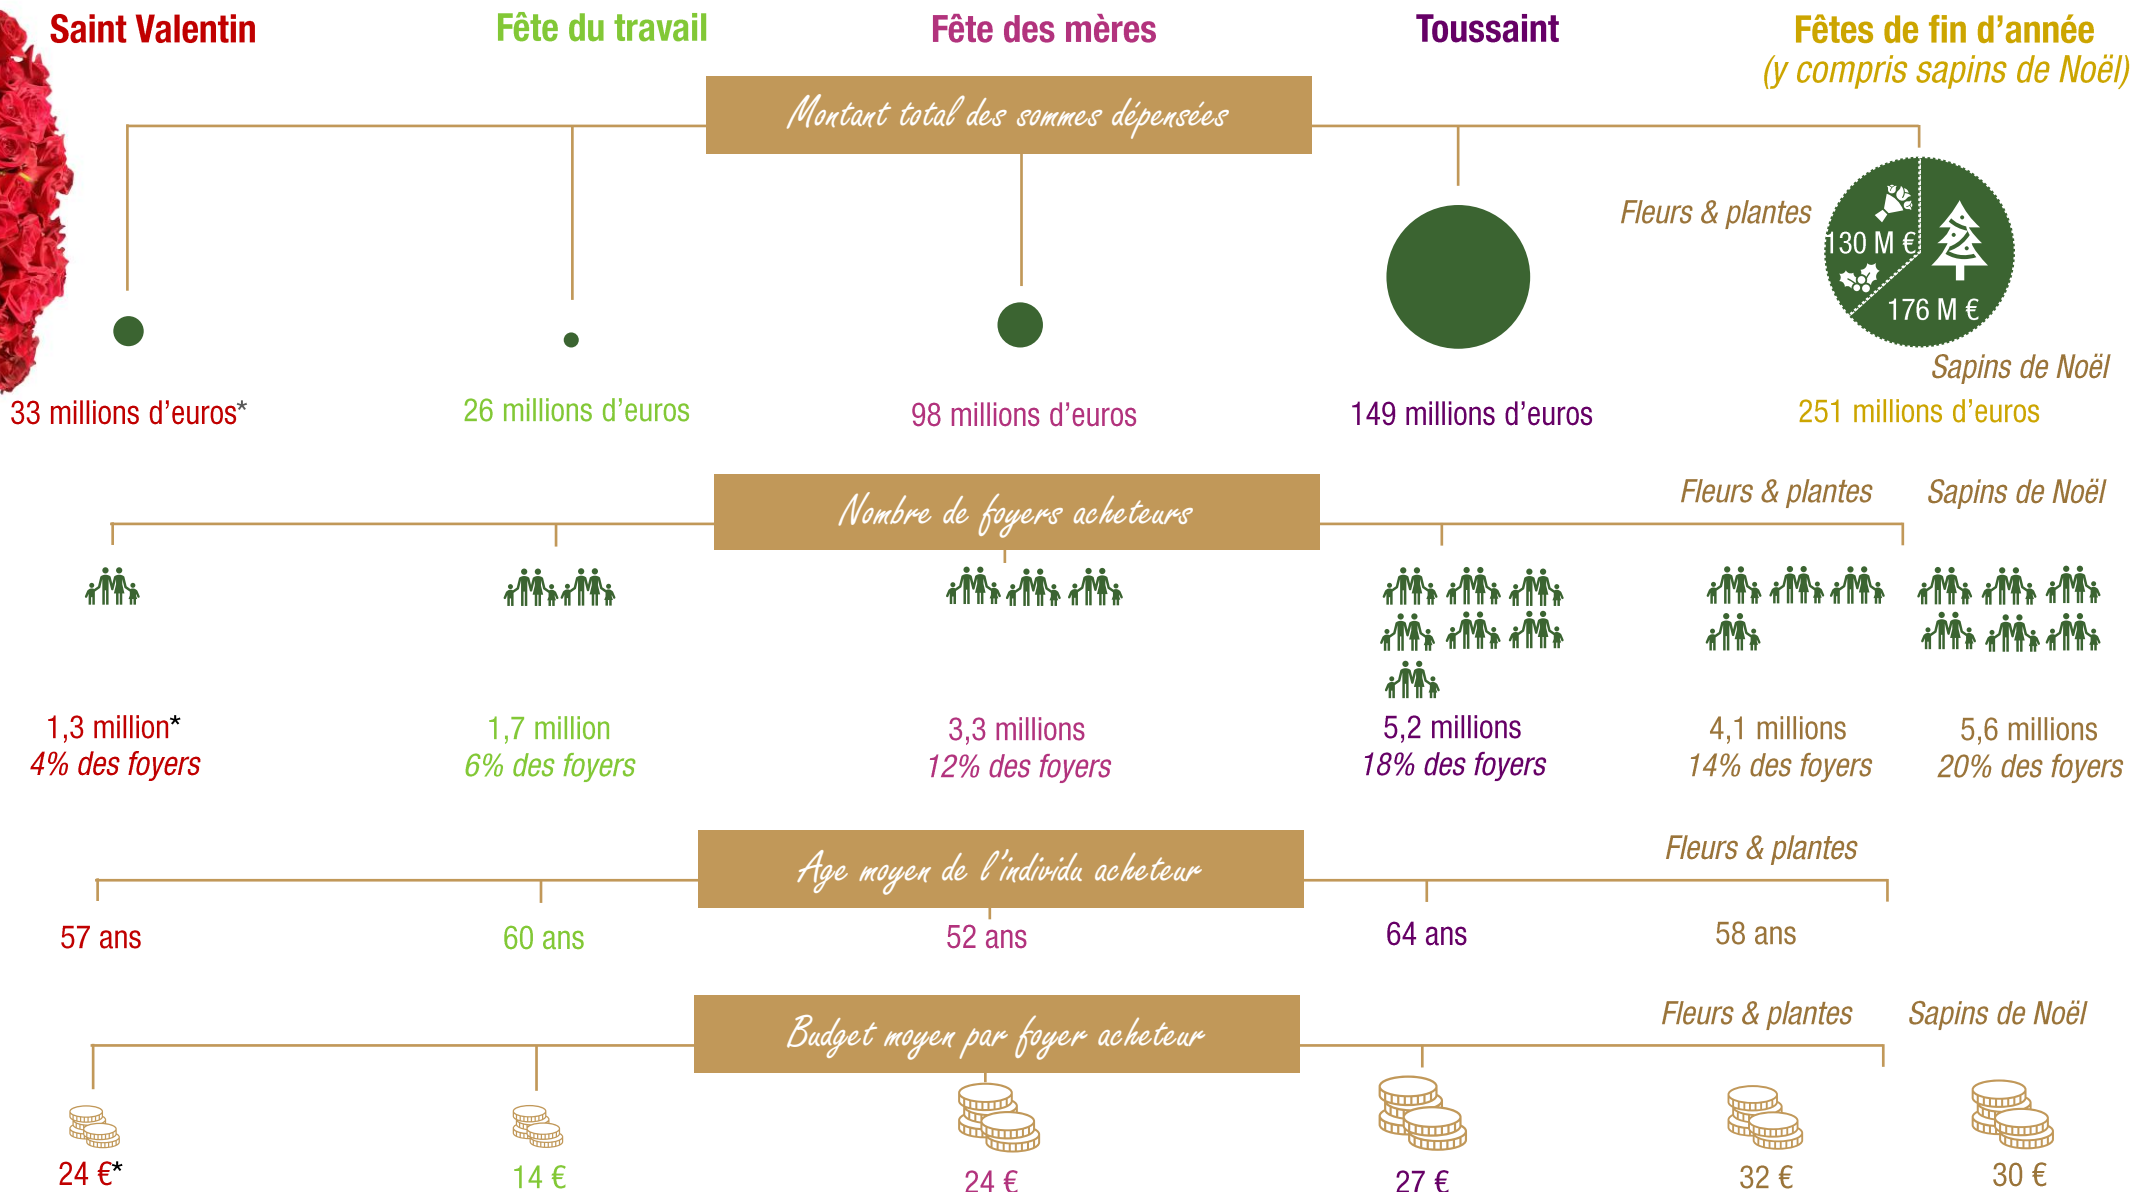 Saint Valentin
Fête du travail
Fête des mères
Toussaint
Fêtes de fin d’année
(y compris sapins de Noël)
Montant total des sommes dépensées
Fleurs & plantes
130 M €
176 M €
Sapins de Noël
33 millions d’euros*
26 millions d’euros
98 millions d’euros
149 millions d’euros
251 millions d’euros
Nombre de foyers acheteurs
Fleurs & plantes
Sapins de Noël
1,3 million*
4% des foyers
1,7 million
6% des foyers
3,3 millions
12% des foyers
5,2 millions
18% des foyers
4,1 millions
14% des foyers
5,6 millions
20% des foyers
Age moyen de l’individu acheteur
Fleurs & plantes
57 ans
60 ans
52 ans
64 ans
58 ans
Budget moyen par foyer acheteur
Fleurs & plantes
Sapins de Noël
24 €*
14 €
24 €
27 €
32 €
30 €